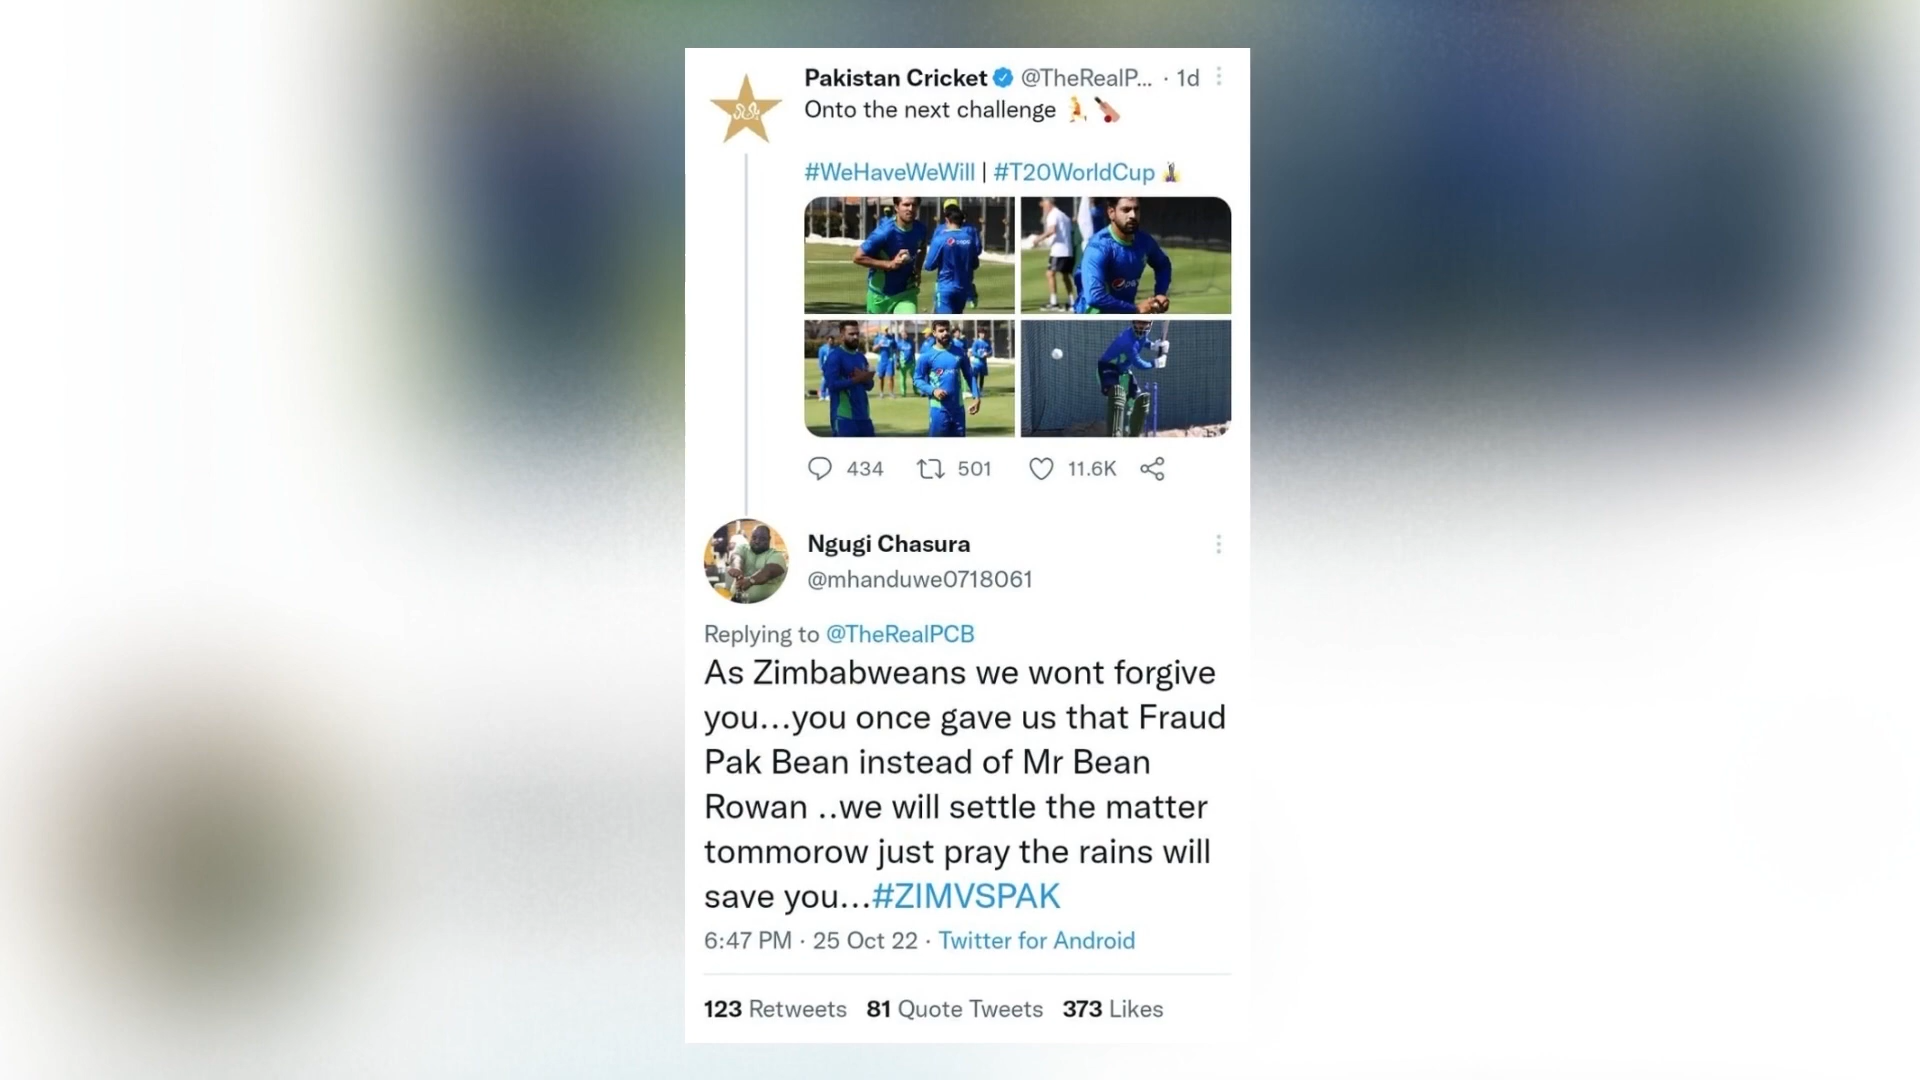 Pakistan Cricket @TheRealP... · 1d
Onto the next challenge
#WeHaveWeWill | #T20WorldCup
434 501 11.6K
Ngugi Chasura
@mhanduwe0718061
Replying to @TheRealPCB
As Zimbabweans we wont forgive
you...you once gave us that Fraud
Pak Bean instead of Mr Bean
Rowan ..we will settle the matter
tommorow just pray the rains will
save you...#ZIMVSPAK
6:47 PM · 25 Oct 22 · Twitter for Android
123 Retweets 81 Quote Tweets 373 Likes